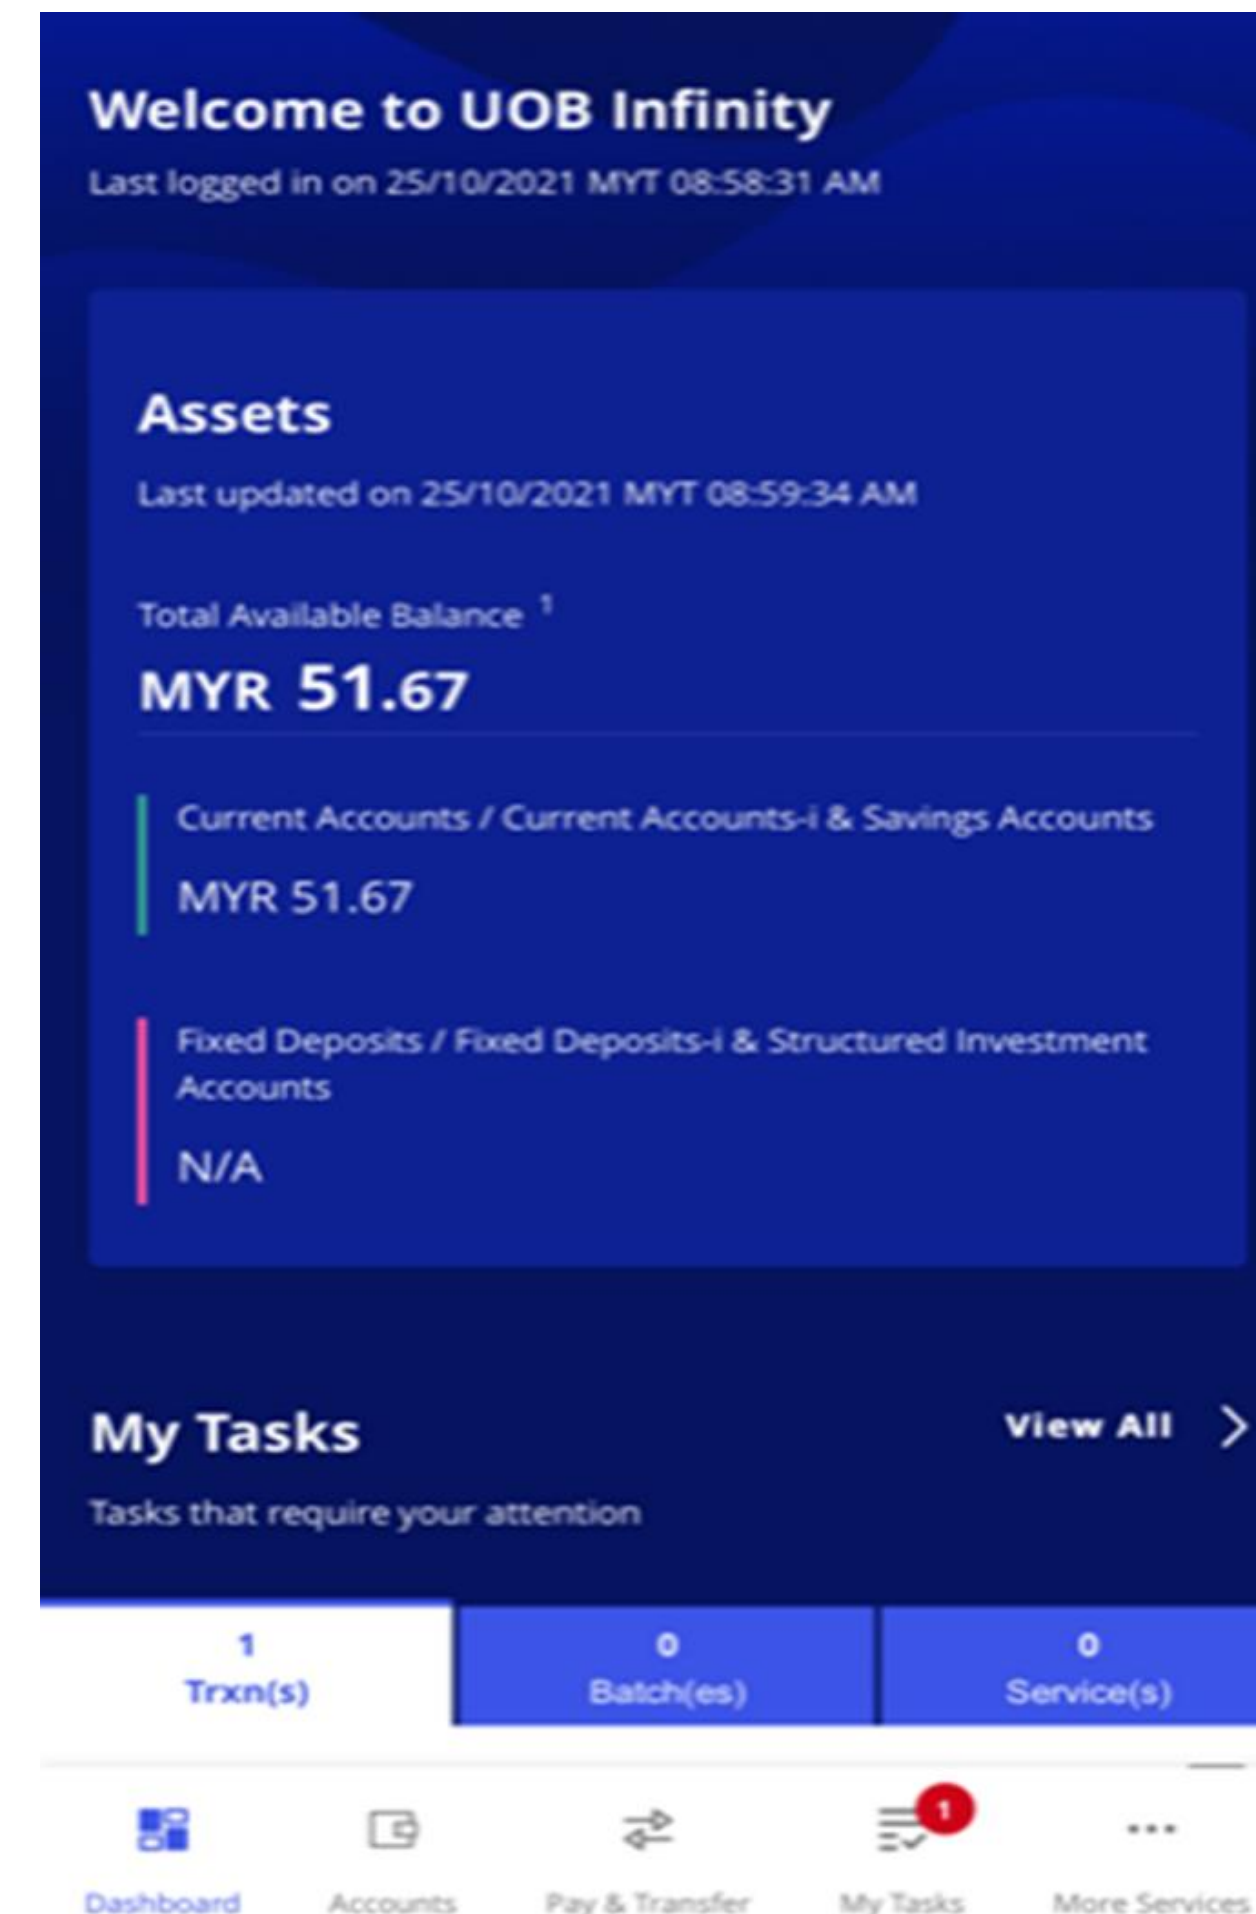 Welcome to UOB Infinity
Last logged in on 25/10/2021 MYT 08:58:31 AM
Assets
Last updated on 25/10/2021 MYT 08:59:34 AM
Total Available Balance 1
MYR 51.67
Current Accounts / Current Accounts-i & Savings Accounts
MYR 51.67
Fixed Deposits / Fixed Deposits-i & Structured Investment
Accounts
N/A
My Tasks
View All
Tasks that require your attention
1
Trxn(s)
0
Batch(es)
0
Service(s)
1
Dashboard
Accounts
Pay & Transfer
My Tasks
More Services